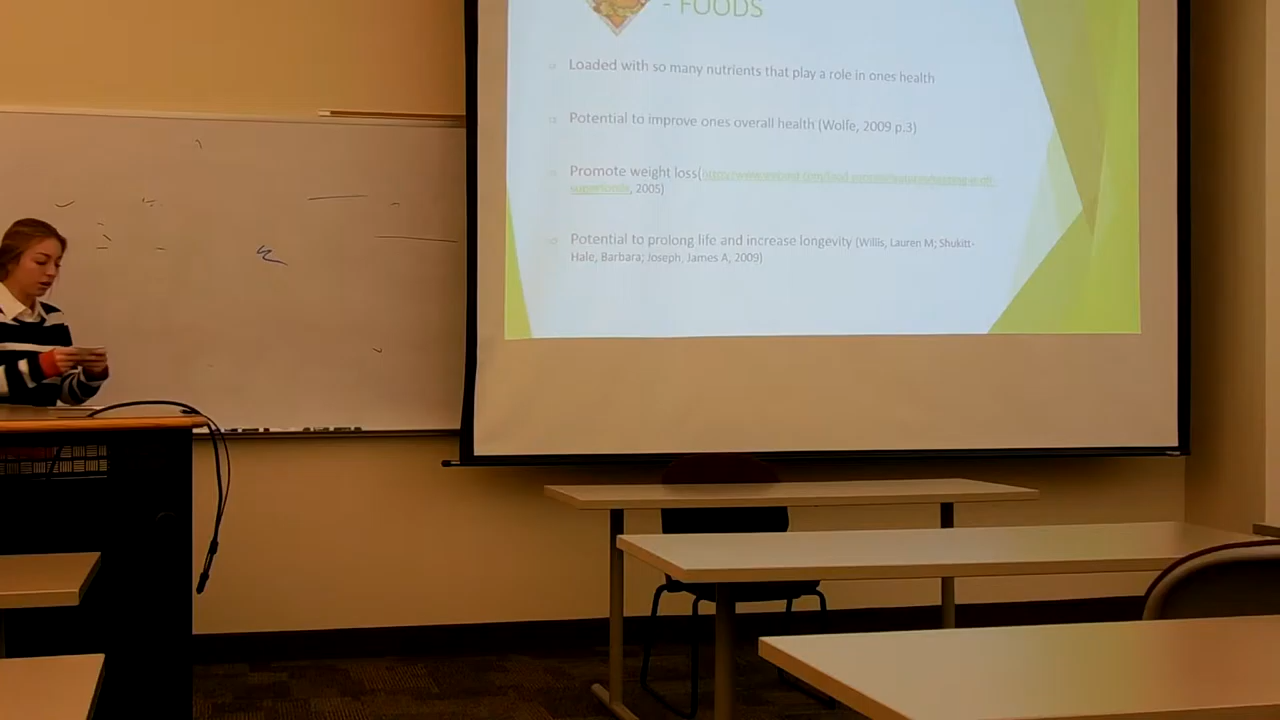 - FOODS
Loaded with so many nutrients that play a role in ones health
Potential to improve ones overall health (Wolfe, 2009 p.3)
Promote weight loss(
superfoods, 2005)
Potential to prolong life and increase longevity (Willis, Lauren M; Shukitt-
Hale, Barbara; Joseph, James A, 2009)